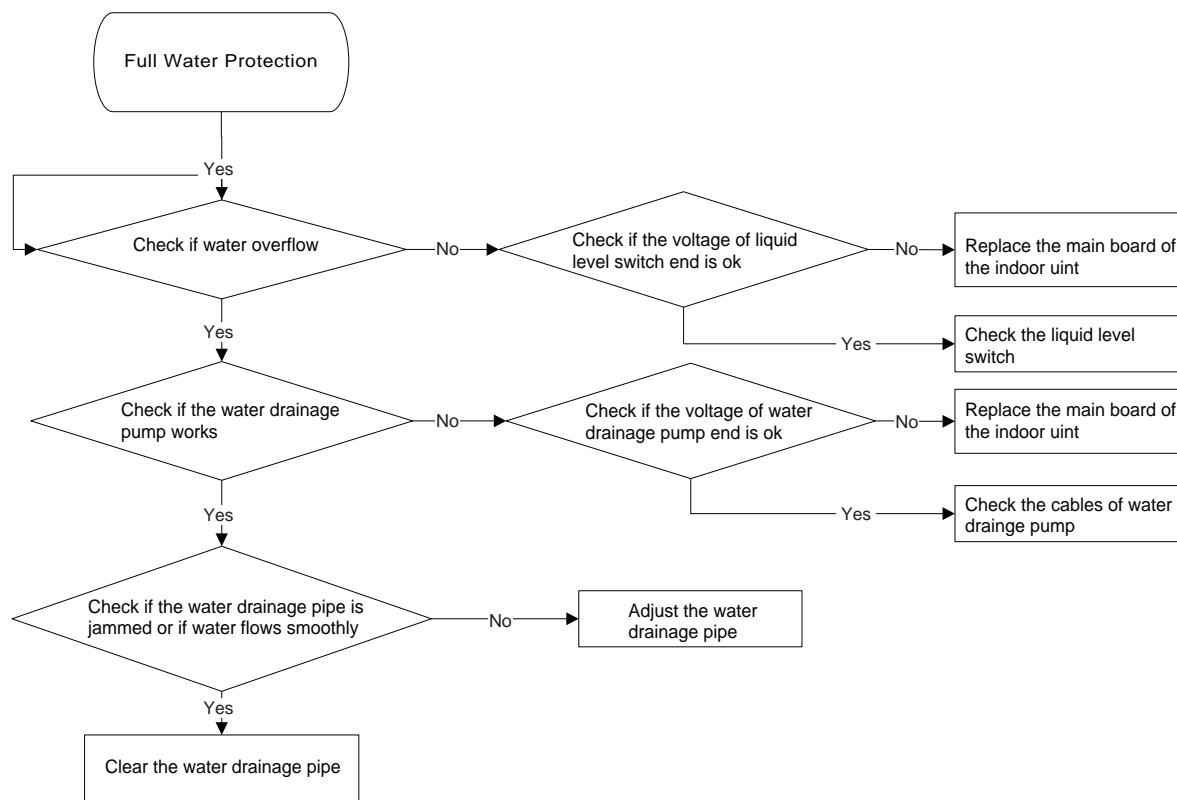 Full Water Protection
Yes
Check if water overflow
No
Check if the voltage of liquid
level switch end is ok
No
Replace the main board of
the indoor uint
Yes
Yes
Check the liquid level
switch
Check if the water drainage
pump works
No
Check if the voltage of water
drainage pump end is ok
No
Replace the main board of
the indoor uint
Yes
Yes
Check the cables of water
drainge pump
Check if the water drainage pipe is
jammed or if water flows smoothly
No
Adjust the water
drainage pipe
Yes
Clear the water drainage pipe